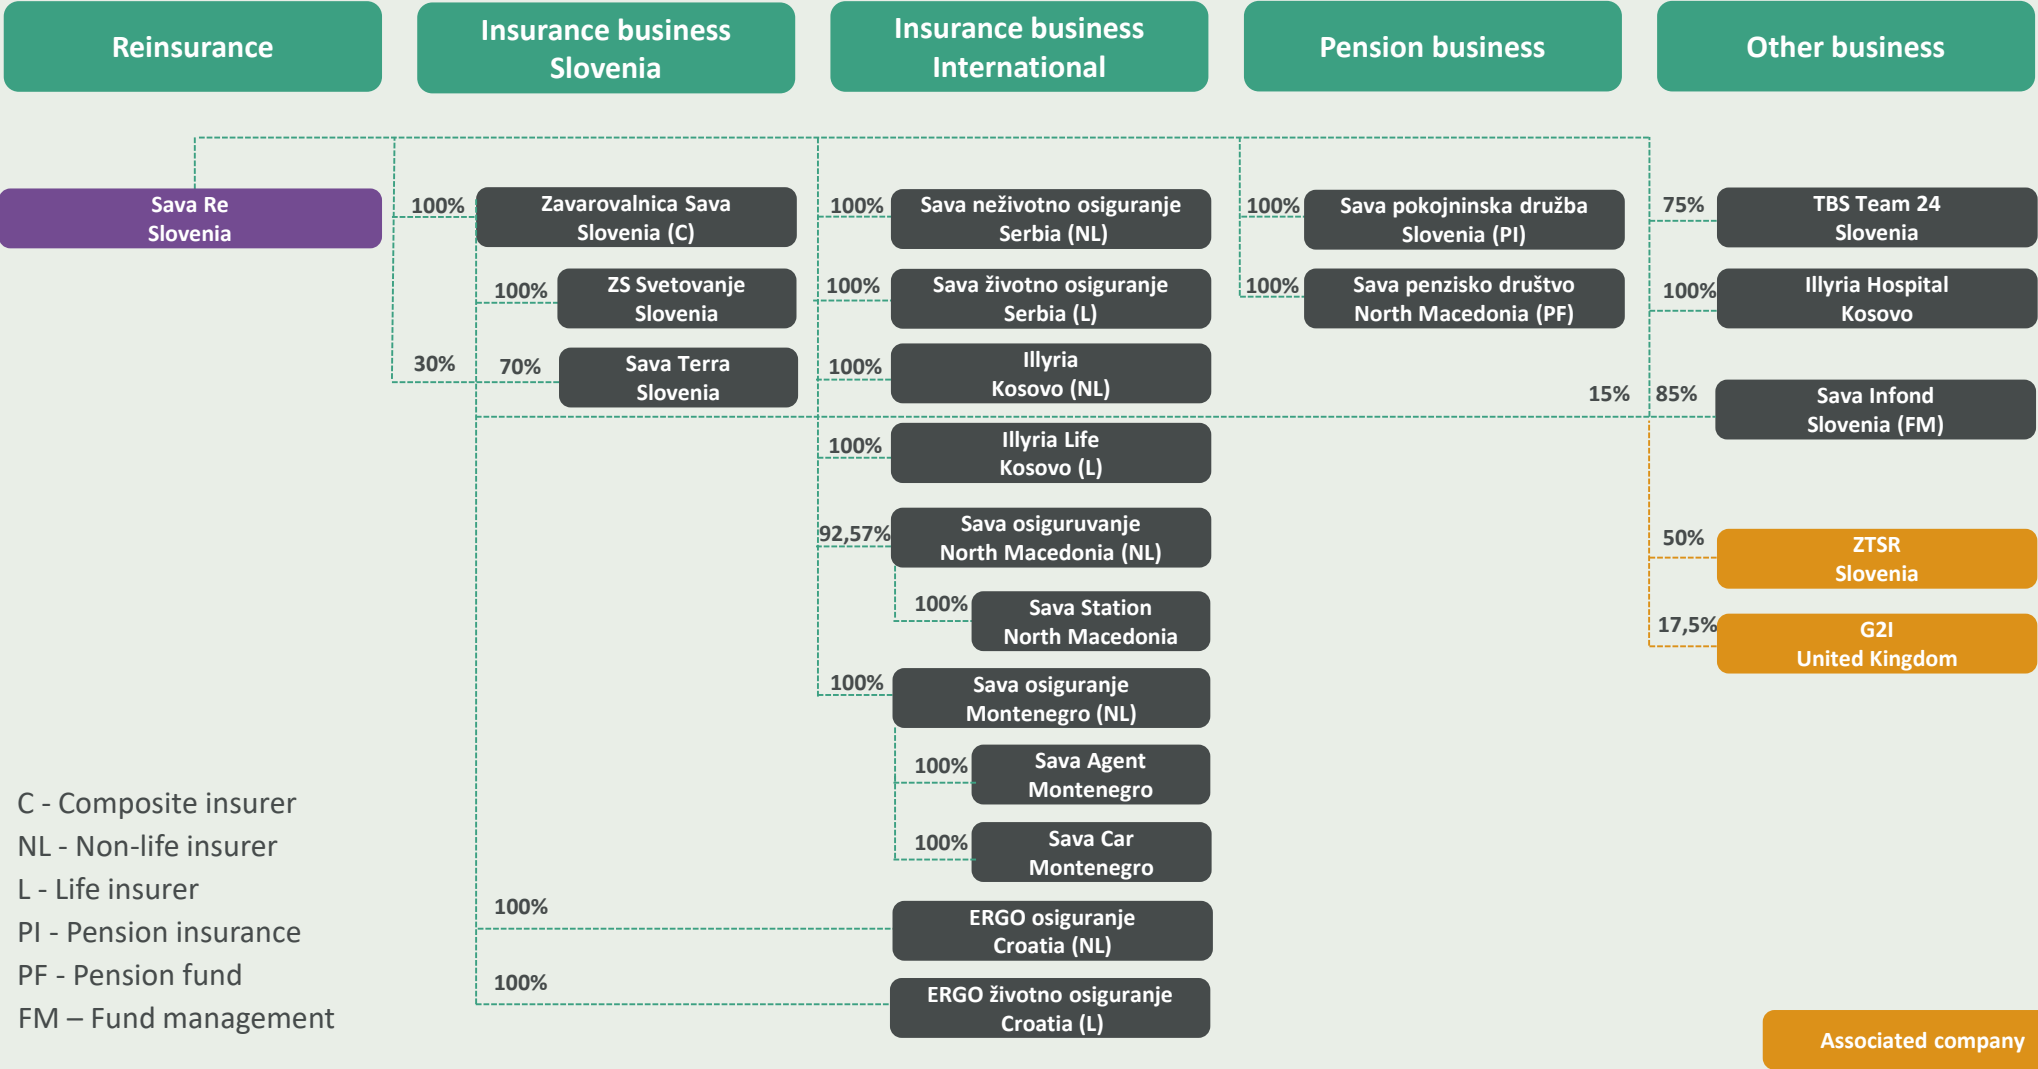 Reinsurance
Insurance business
Slovenia
Insurance business
International
Pension business
Other business
Sava Re
Slovenia
100%
Zavarovalnica Sava
Slovenia (C)
100%
ZS Svetovanje
Slovenia
30%
70%
Sava Terra
Slovenia
100%
Sava neživotno osiguranje
Serbia (NL)
100%
Sava životno osiguranje
Serbia (L)
100%
Illyria
Kosovo (NL)
100%
Illyria Life
Kosovo (L)
92,57%
Sava osiguruvanje
North Macedonia (NL)
100%
Sava Station
North Macedonia
100%
Sava osiguranje
Montenegro (NL)
100%
Sava Agent
Montenegro
100%
Sava Car
Montenegro
100%
ERGO osiguranje
Croatia (NL)
100%
ERGO životno osiguranje
Croatia (L)
100%
Sava pokojninska družba
Slovenia (PI)
100%
Sava penzisko društvo
North Macedonia (PF)
75%
TBS Team 24
Slovenia
100%
Illyria Hospital
Kosovo
15%
85%
Sava Infond
Slovenia (FM)
50%
ZTSR
Slovenia
17,5%
G2I
United Kingdom
C - Composite insurer
NL - Non-life insurer
L - Life insurer
PI - Pension insurance
PF - Pension fund
FM – Fund management
Associated company